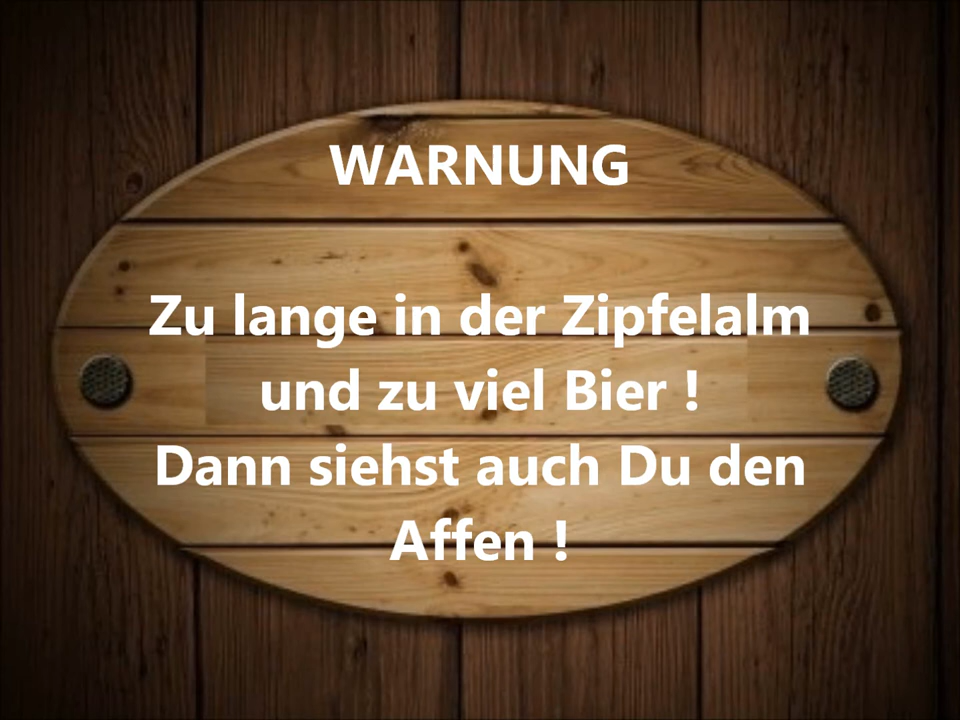 WARNUNG
Zu lange in der Zipfelalm
und zu viel Bier !
Dann siehst auch Du den
Affen !